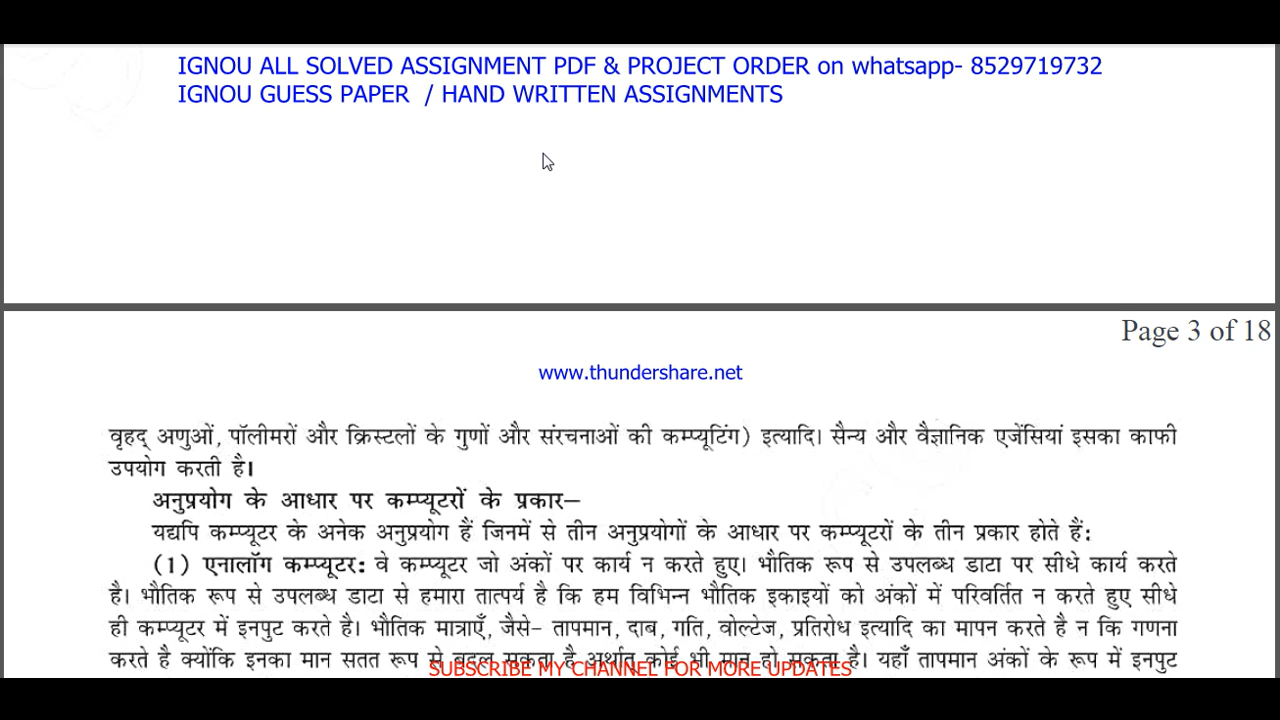 IGNOU ALL SOLVED ASSIGNMENT PDF & PROJECT ORDER on whatsapp- 8529719732
IGNOU GUESS PAPER / HAND WRITTEN ASSIGNMENTS
Page 3 of 18
www.thundershare.net
वृहद् अणुओं, पॉलीमरों और क्रिस्टलों के गुणों और संरचनाओं की कम्प्यूटिंग) इत्यादि। सैन्य और वैज्ञानिक एजेंसियां इसका काफी
उपयोग करती है।
अनुप्रयोग के आधार पर कम्प्यूटरों के प्रकार–
यद्यपि कम्प्यूटर के अनेक अनुप्रयोग हैं जिनमें से तीन अनुप्रयोगों के आधार पर कम्प्यूटरों के तीन प्रकार होते हैं:
(1) एनालॉग कम्प्यूटर: वे कम्प्यूटर जो अंकों पर कार्य न करते हुए। भौतिक रूप से उपलब्ध डाटा पर सीधे कार्य करते
है। भौतिक रूप से उपलब्ध डाटा से हमारा तात्पर्य है कि हम विभिन्न भौतिक इकाइयों को अंकों में परिवर्तित न करते हुए सीधे
ही कम्प्यूटर में इनपुट करते है। भौतिक मात्राएँ, जैसे- तापमान, दाब, गति, वोल्टेज, प्रतिरोध इत्यादि का मापन करते है न कि गणना
करते है क्योंकि इनका मान सतत रूप से बदल सकता है अर्थात् कोई भी मान हो सकता है। यहाँ तापमान अंकों के रूप में इनपुट
SUBSCRIBE MY CHANNEL FOR MORE UPDATES